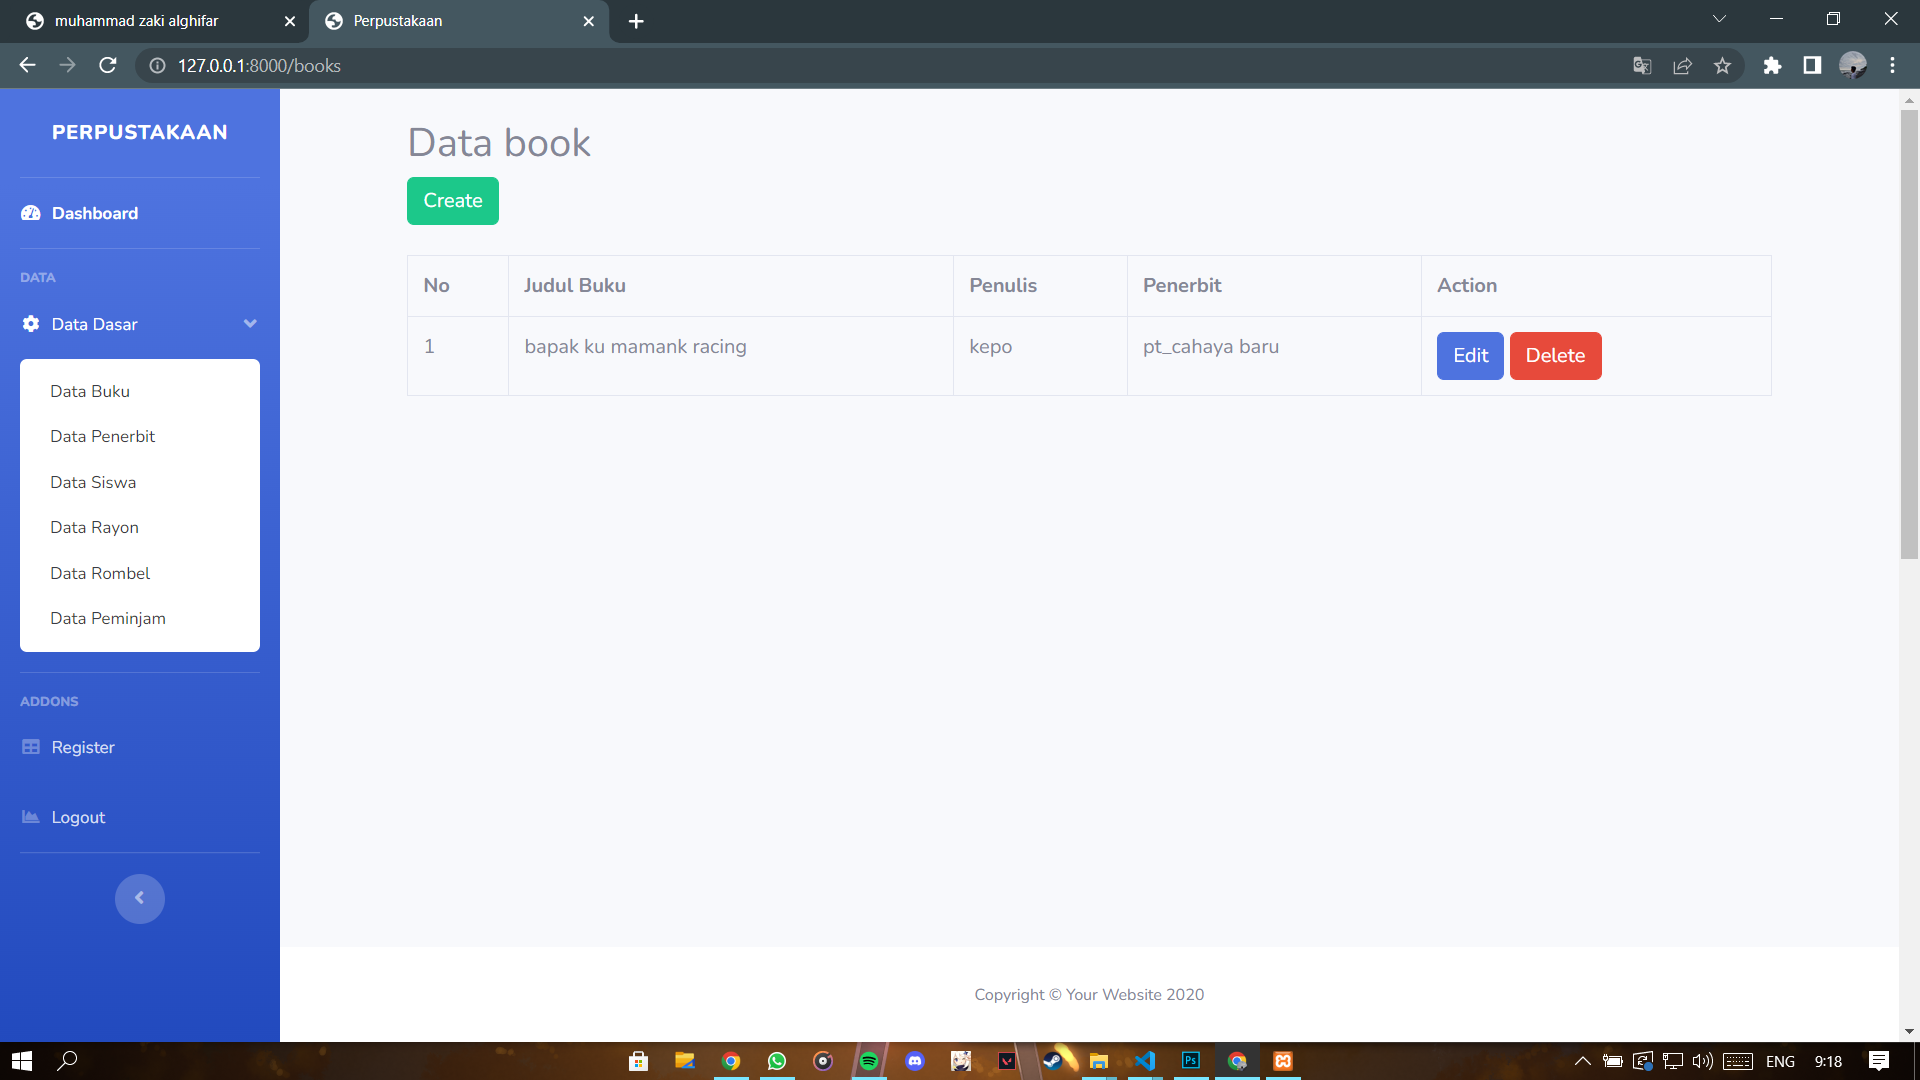 muhammad zaki alghifar
Perpustakaan
127.0.0.1:8000/books
PERPUSTAKAAN
Dashboard
DATA
Data Dasar
Data Buku
Data Penerbit
Data Siswa
Data Rayon
Data Rombel
Data Peminjam
ADDONS
Register
Logout
Data book
Create
No Judul Buku Penulis Penerbit Action
1 bapak ku mamank racing kepo pt_cahaya baru Edit Delete
Copyright © Your Website 2020
Ps
ENG 9:18